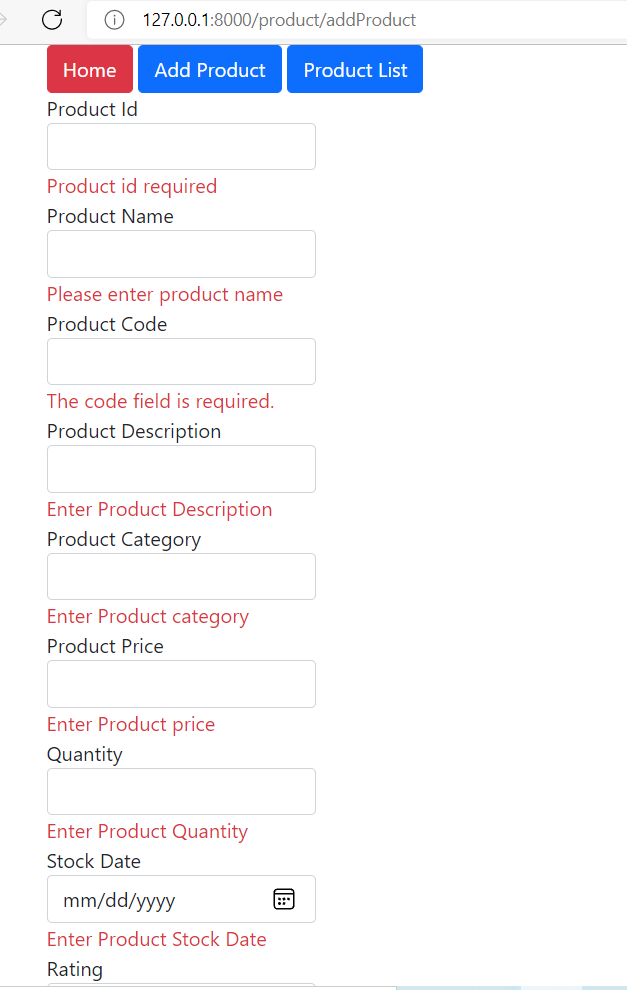 127.0.0.1:8000/product/addProduct
Home Add Product Product List
Product Id
Product id required
Product Name
Please enter product name
Product Code
The code field is required.
Product Description
Enter Product Description
Product Category
Enter Product category
Product Price
Enter Product price
Quantity
Enter Product Quantity
Stock Date
mm/dd/yyyy
Enter Product Stock Date
Rating